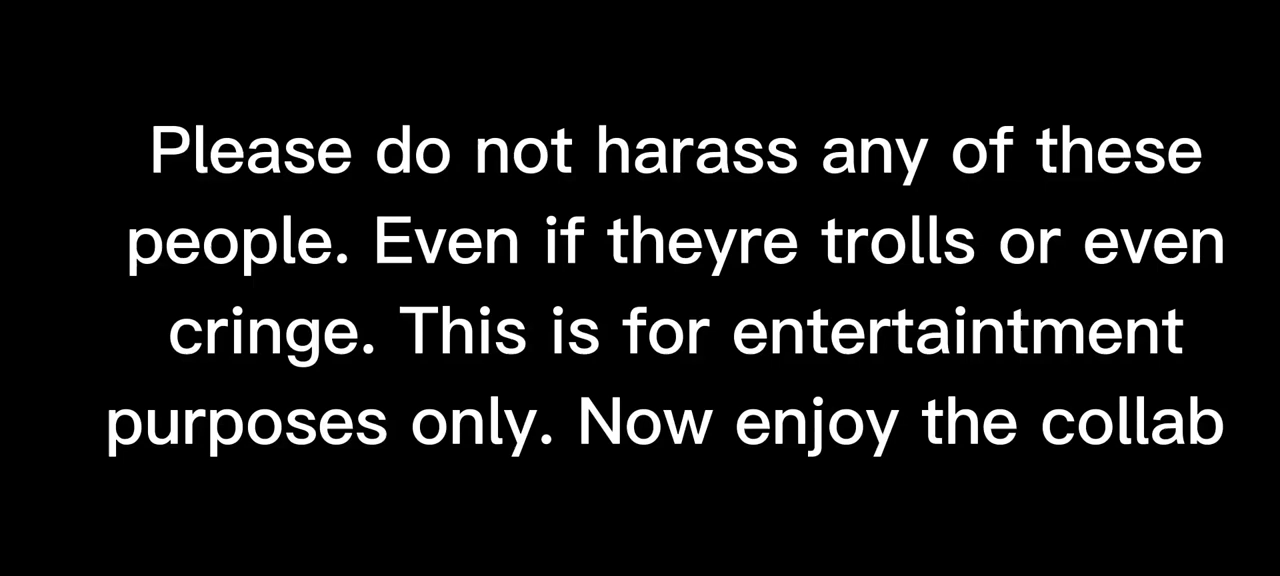 Please do not harass any of these
people. Even if theyre trolls or even
cringe. This is for entertaintment
purposes only. Now enjoy the collab